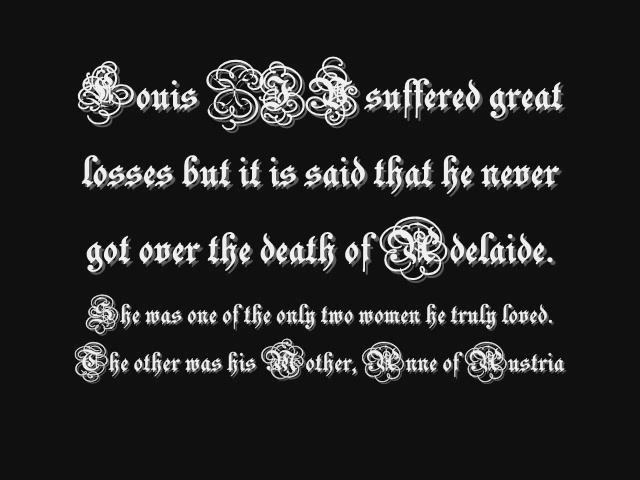 Louis XIV suffered great
losses but it is said that he never
got over the death of Adelaide.
She was one of the only two women he truly loved.
The other was his Mother, Anne of Austria